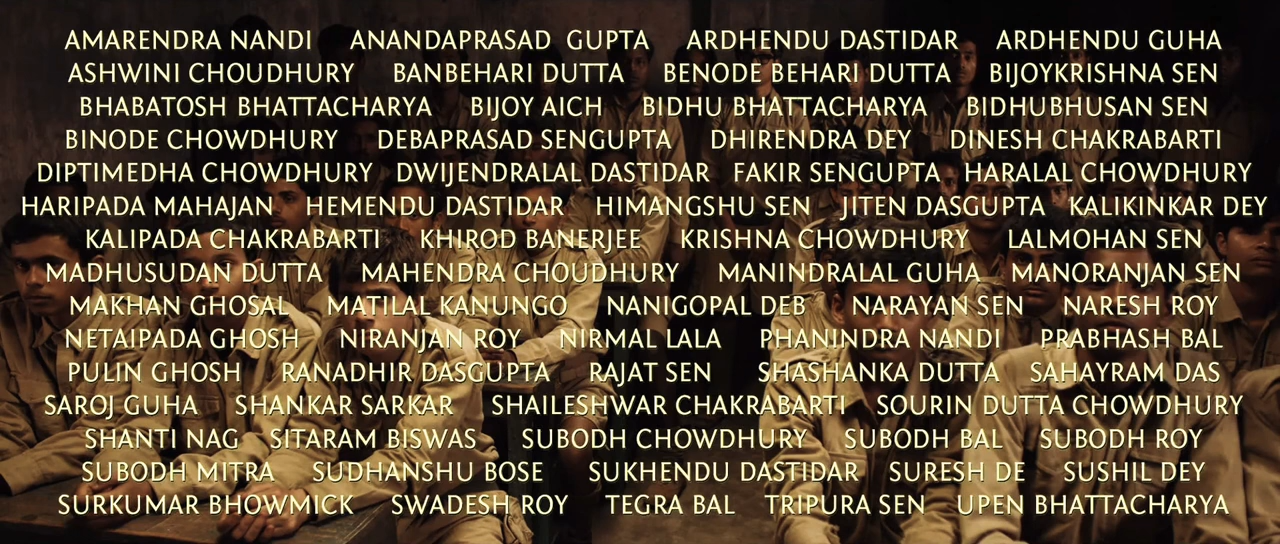 AMARENDRA NANDI ANANDAPRASAD GUPTA ARDHENDU DASTIDAR ARDHENDU GUHA
ASHWINI CHOUDHURY BANBEHARI DUTTA BENODE BEHARI DUTTA BIJOYKRISHNA SEN
BHABATOSH BHATTACHARYA BIJOY AICH BIDHU BHATTACHARYA BIDHUBHUSAN SEN
BINODE CHOWDHURY DEBAPRASAD SENGUPTA DHIRENDRA DEY DINESH CHAKRABARTI
DIPTIMEDHA CHOWDHURY DWIJENDRALAL DASTIDAR FAKIR SENGUPTA HARALAL CHOWDHURY
HARIPADA MAHAJAN HEMENDU DASTIDAR HIMANGSHU SEN JITEN DASGUPTA KALIKINKAR DEY
KALIPADA CHAKRABARTI KHIROD BANERJEE KRISHNA CHOWDHURY LALMOHAN SEN
MADHUSUDAN DUTTA MAHENDRA CHOUDHURY MANINDRALAL GUHA MANORANJAN SEN
MAKHAN GHOSAL MATILAL KANUNGO NANIGOPAL DEB NARAYAN SEN NARESH ROY
NETAIPADA GHOSH NIRANJAN ROY NIRMAL LALA PHANINDRA NANDI PRABHASH BAL
PULIN GHOSH RANADHIR DASGUPTA RAJAT SEN SHASHANKA DUTTA SAHAYRAM DAS
SAROJ GUHA SHANKAR SARKAR SHAILESHWAR CHAKRABARTI SOURIN DUTTA CHOWDHURY
SHANTI NAG SITARAM BISWAS SUBODH CHOWDHURY SUBODH BAL SUBODH ROY
SUBODH MITRA SUDHANSHU BOSE SUKHENDU DASTIDAR SURESH DE SUSHIL DEY
SURKUMAR BHOWMICK SWADESH ROY TEGRA BAL TRIPURA SEN UPEN BHATTACHARYA